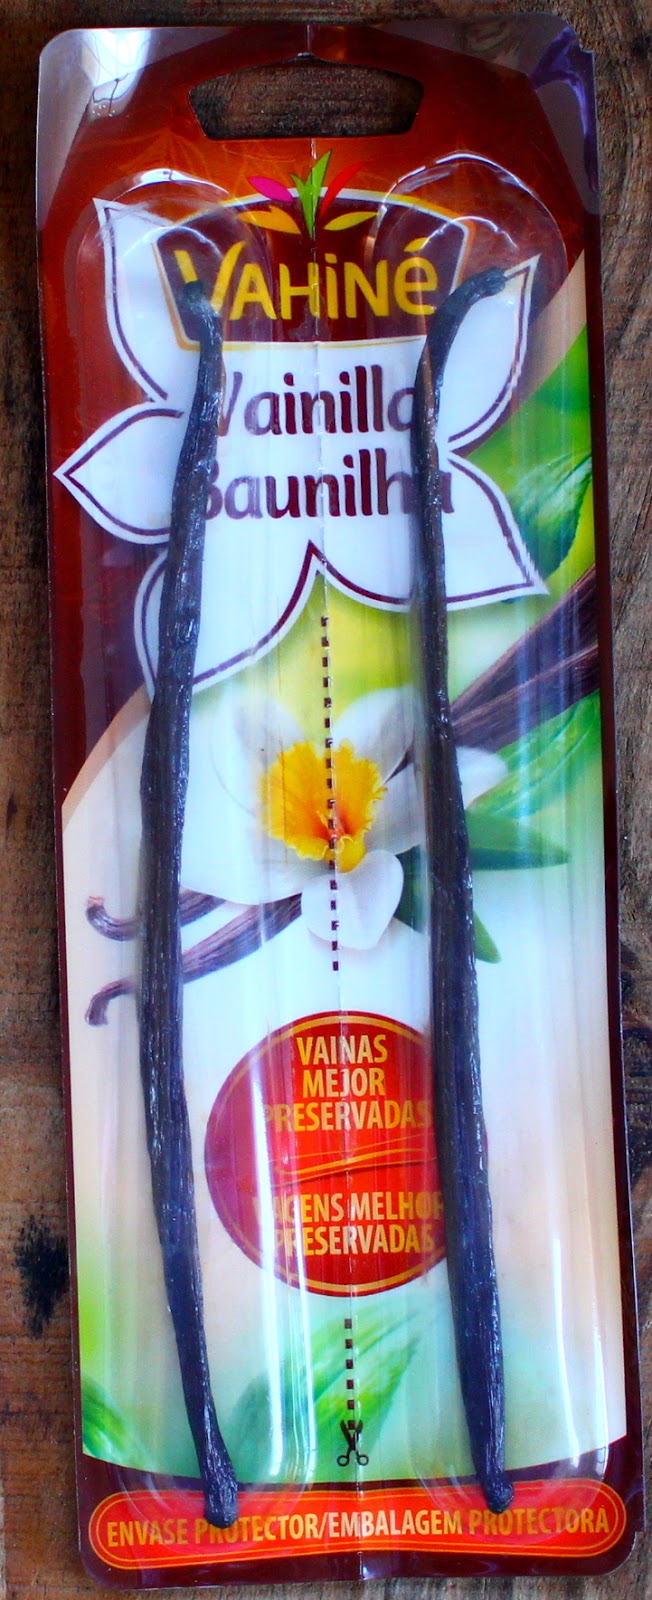 VAHiNé
Vainilla
Baunilha
VAINAS
MEJOR
PRESERVADAS
VAGENS MELHOR
PRESERVADAS
ENVASE PROTECTOR/EMBALAGEM PROTECTORA